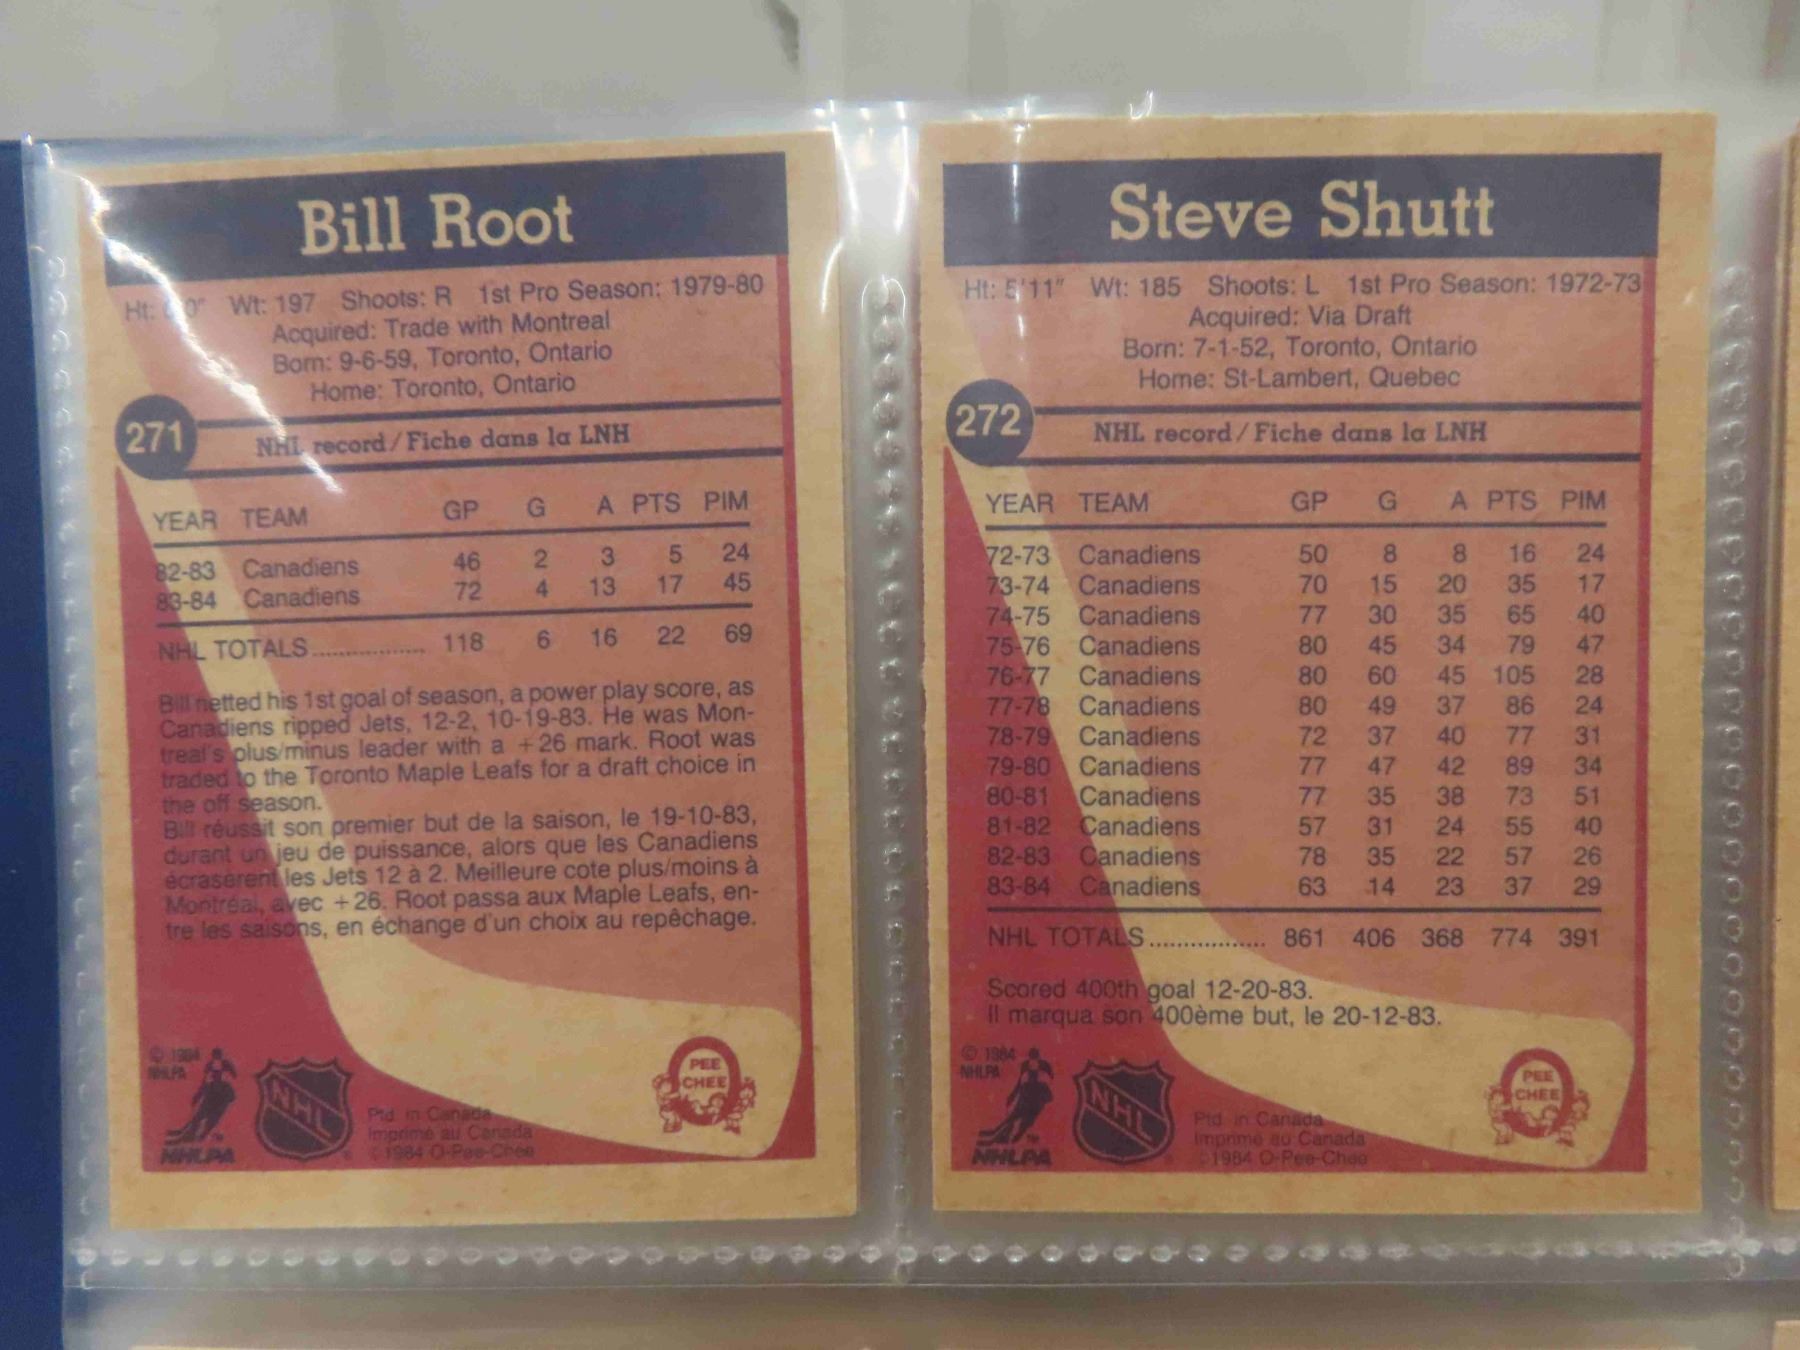 Bill Root
Ht: 0" Wt: 197 Shoots: R 1st Pro Season: 1979-80
Acquired: Trade with Montreal
Born: 9-6-59, Toronto, Ontario
Home: Toronto, Ontario
271
NHL record/Fiche dans la LNH
YEAR TEAM GP G A PTS PIM
82-83 Canadiens 46 2 3 5 24
83-84 Canadiens 72 4 13 17 45
NHL TOTALS................. 118 6 16 22 69
Bill netted his 1st goal of season, a power play score, as
Canadiens ripped Jets, 12-2, 10-19-83. He was Mon-
treal's plus/minus leader with a +26 mark. Root was
traded to the Toronto Maple Leafs for a draft choice in
the off season.
Bill réussit son premier but de la saison, le 19-10-83,
durant un jeu de puissance, alors que les Canadiens
écrasèrent les Jets 12 à 2. Meilleure cote plus/moins à
Montréal, avec +26. Root passa aux Maple Leafs, en-
tre les saisons, en échange d'un choix au repêchage.
© 1984
NHLPA
NHLPA
NHL
Ptd. in Canada
Imprimé au Canada
© 1984 O-Pee-Chee
O
PEE
CHEE
Steve Shutt
Ht: 5'11" Wt: 185 Shoots: L 1st Pro Season: 1972-73
Acquired: Via Draft
Born: 7-1-52, Toronto, Ontario
Home: St-Lambert, Quebec
272
NHL record/Fiche dans la LNH
YEAR TEAM GP G A PTS PIM
72-73 Canadiens 50 8 8 16 24
73-74 Canadiens 70 15 20 35 17
74-75 Canadiens 77 30 35 65 40
75-76 Canadiens 80 45 34 79 47
76-77 Canadiens 80 60 45 105 28
77-78 Canadiens 80 49 37 86 24
78-79 Canadiens 72 37 40 77 31
79-80 Canadiens 77 47 42 89 34
80-81 Canadiens 77 35 38 73 51
81-82 Canadiens 57 31 24 55 40
82-83 Canadiens 78 35 22 57 26
83-84 Canadiens 63 14 23 37 29
NHL TOTALS................. 861 406 368 774 391
Scored 400th goal 12-20-83.
Il marqua son 400ème but, le 20-12-83.
© 1984
NHLPA
NHLPA
NHL
Ptd. in Canada
Imprimé au Canada
© 1984 O-Pee-Chee
O
PEE
CHEE